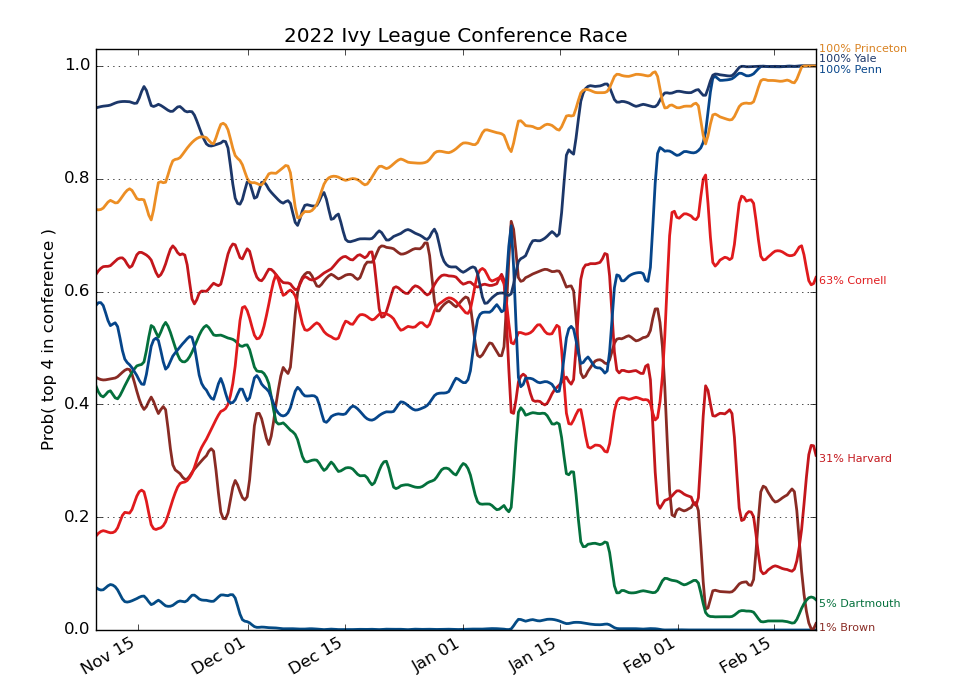 2022 Ivy League Conference Race
Prob( top 4 in conference )
1.0
0.8
0.6
0.4
0.2
0.0
Nov 15
Dec 01
Dec 15
Jan 01
Jan 15
Feb 01
Feb 15
100% Princeton
100% Yale
100% Penn
63% Cornell
31% Harvard
5% Dartmouth
1% Brown